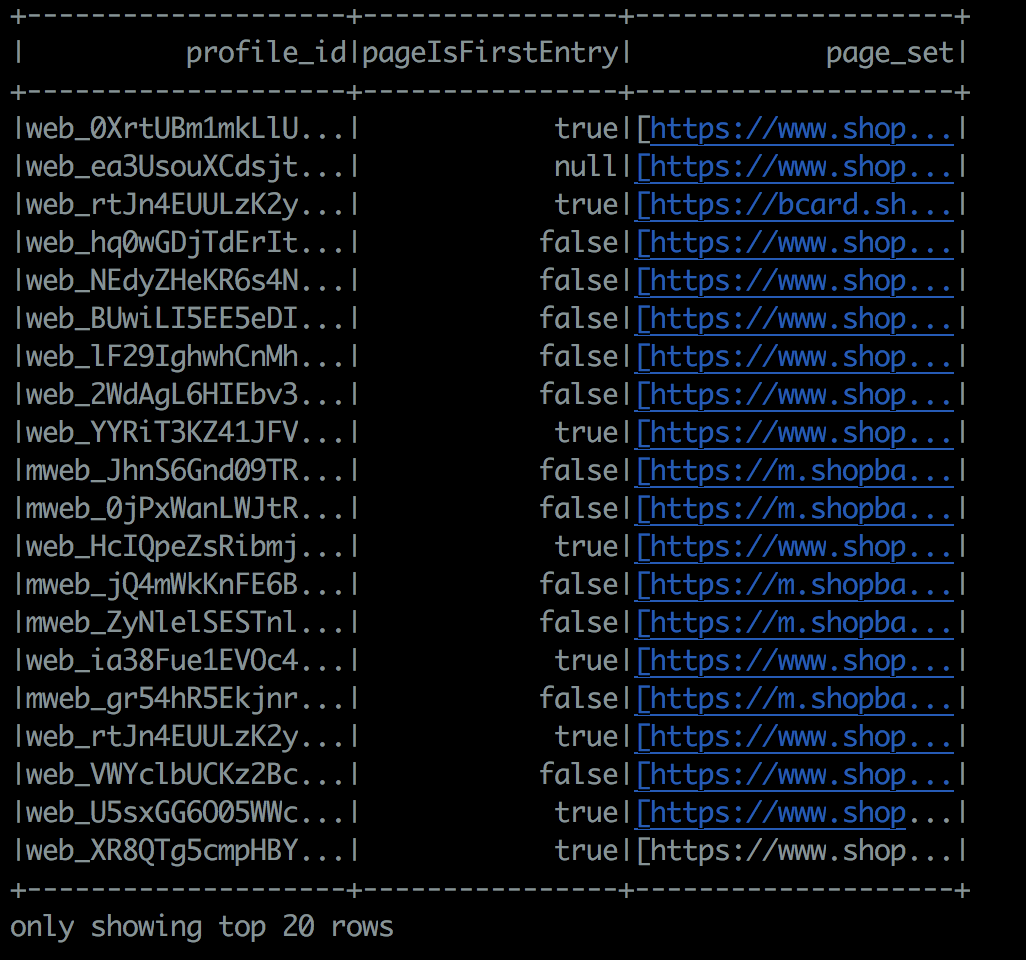 +--------------------+----------------+--------------------+
|          profile_id|pageIsFirstEntry|            page_set|
+--------------------+----------------+--------------------+
|web_0XrtUBm1mkLlU...|            true|[https://www.shop...|
|web_ea3UsouXCdsjt...|            null|[https://www.shop...|
|web_rtJn4EUULzK2y...|            true|[https://bcard.sh...|
|web_hq0wGDjTdErIt...|           false|[https://www.shop...|
|web_NEdyZHeKR6s4N...|           false|[https://www.shop...|
|web_BUwiLI5EE5eDI...|           false|[https://www.shop...|
|web_lF29IghwhCnMh...|           false|[https://www.shop...|
|web_2WdAgL6HIEbv3...|           false|[https://www.shop...|
|web_YYRiT3KZ41JFV...|            true|[https://www.shop...|
|mweb_JhnS6Gnd09TR...|           false|[https://m.shopba...|
|mweb_0jPxWanLWJtR...|           false|[https://m.shopba...|
|web_HcIQpeZsRibmj...|            true|[https://www.shop...|
|mweb_jQ4mWkKnFE6B...|           false|[https://m.shopba...|
|mweb_ZyNlelSESTnl...|           false|[https://m.shopba...|
|web_ia38Fue1EVOc4...|            true|[https://www.shop...|
|mweb_gr54hR5Ekjnr...|           false|[https://m.shopba...|
|web_rtJn4EUULzK2y...|            true|[https://www.shop...|
|web_VWYclbUCKz2Bc...|           false|[https://www.shop...|
|web_U5sxGG6O05WWc...|            true|[https://www.shop...|
|web_XR8QTg5cmpHBY...|            true|[https://www.shop...|
+--------------------+----------------+--------------------+
only showing top 20 rows